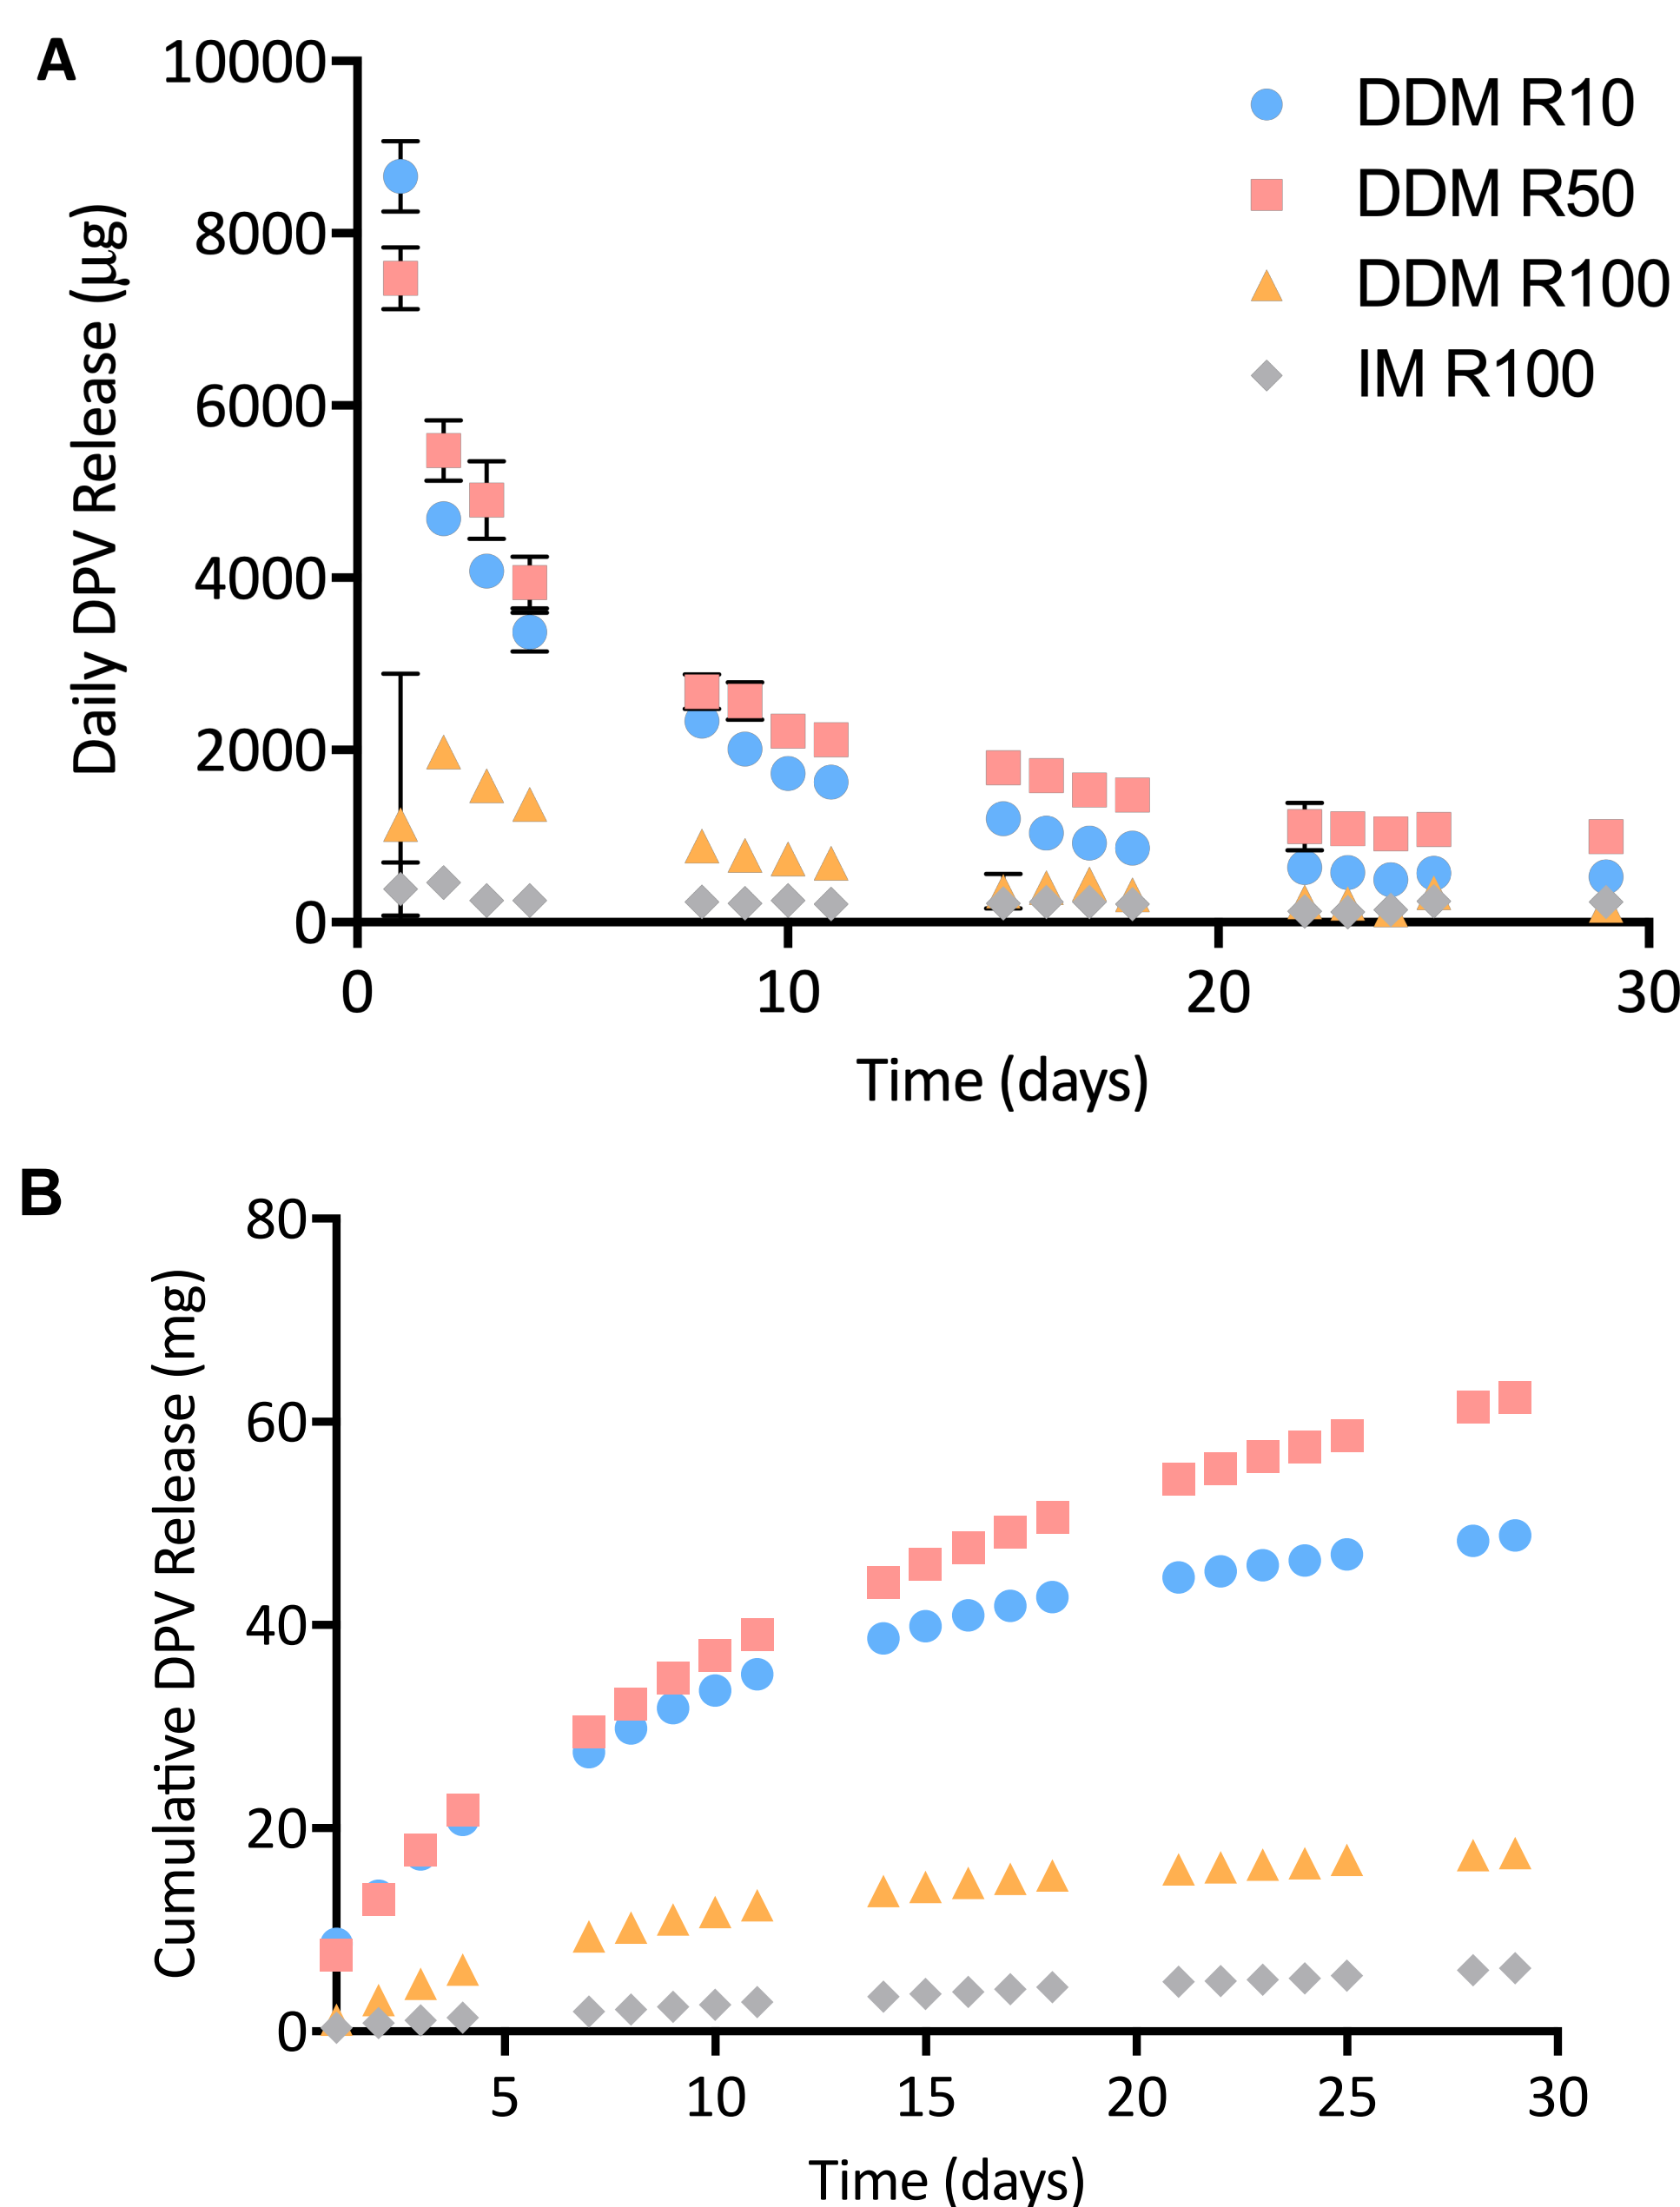 A
10000
8000
6000
4000
2000
0
Daily DPV Release (µg)
DDM R10
DDM R50
DDM R100
IM R100
0 10 20 30
Time (days)
B
80
60
40
20
0
Cumulative DPV Release (mg)
5 10 15 20 25 30
Time (days)